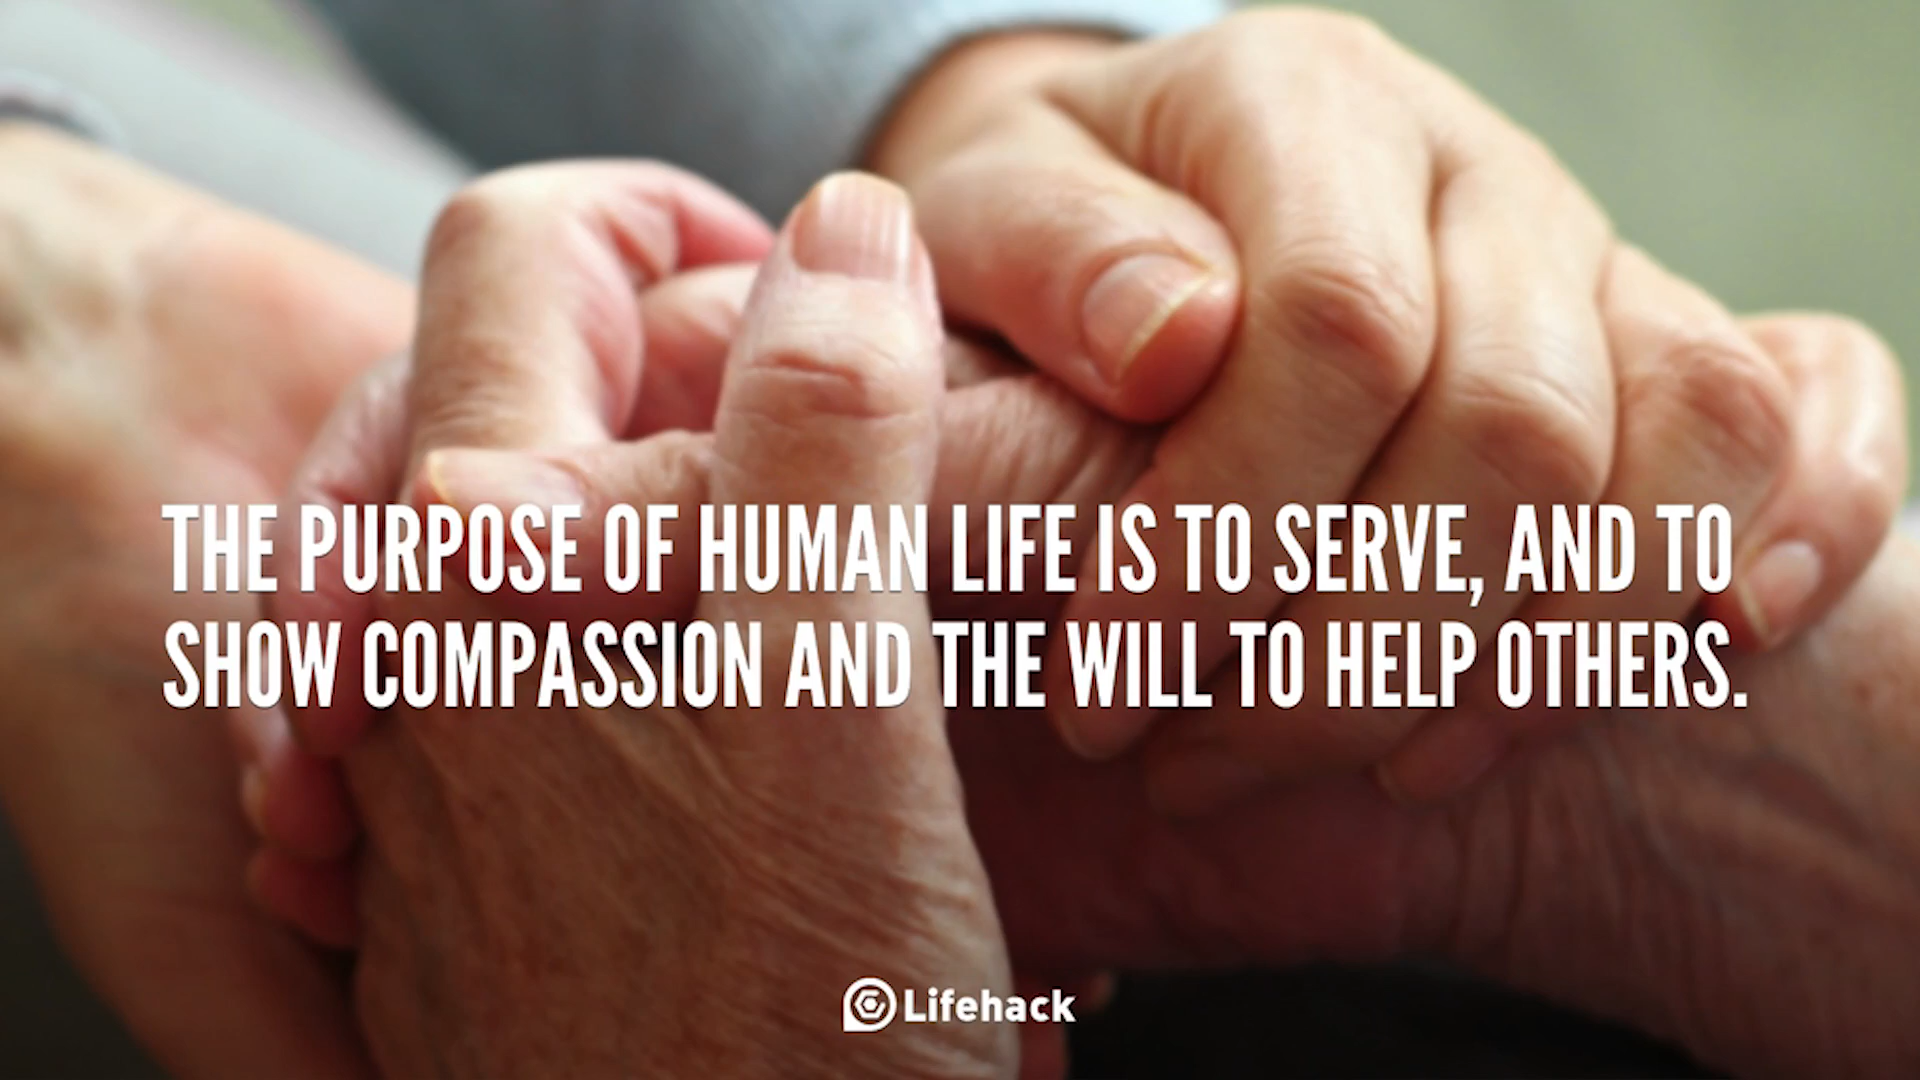 THE PURPOSE OF HUMAN LIFE IS TO SERVE, AND TO
SHOW COMPASSION AND THE WILL TO HELP OTHERS.
Lifehack